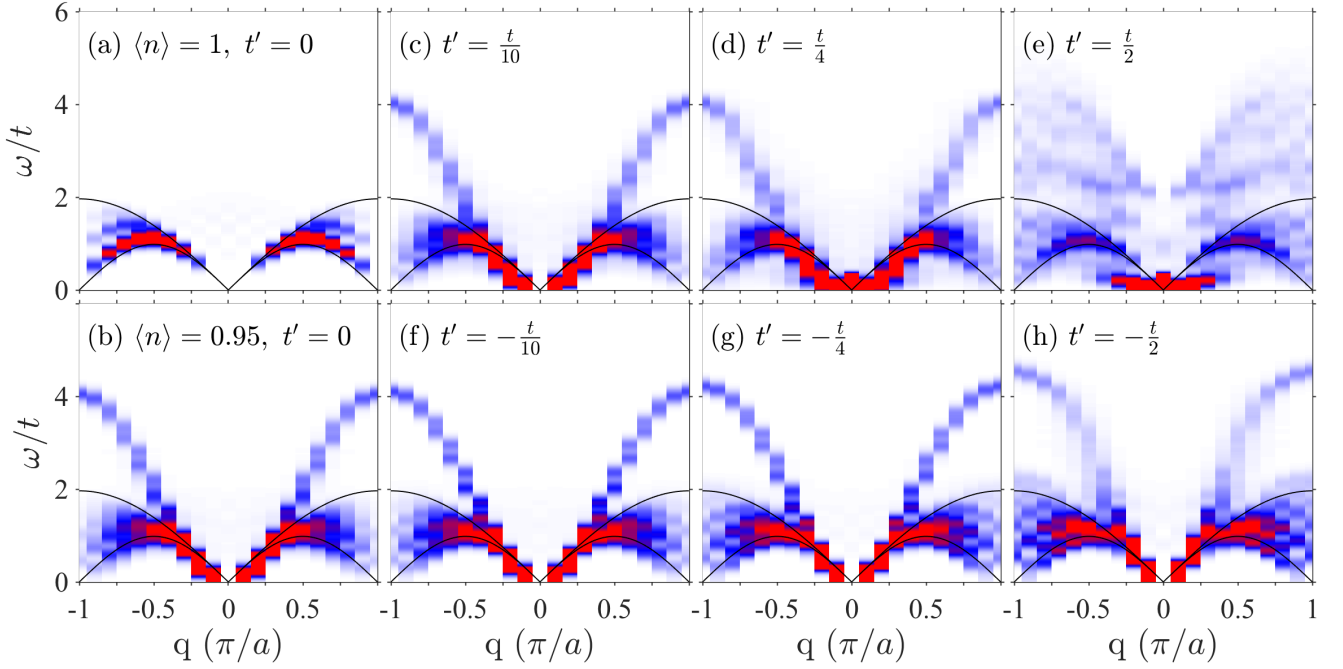 6
4
2
0
ω/t
(a) ⟨n⟩ = 1, t′ = 0
(c) t′ = t/10
(d) t′ = t/4
(e) t′ = t/2
4
2
0
ω/t
(b) ⟨n⟩ = 0.95, t′ = 0
(f) t′ = −t/10
(g) t′ = −t/4
(h) t′ = −t/2
-1 -0.5 0 0.5 -1 -0.5 0 0.5 -1 -0.5 0 0.5 -1 -0.5 0 0.5 1
q (π/a) q (π/a) q (π/a) q (π/a)